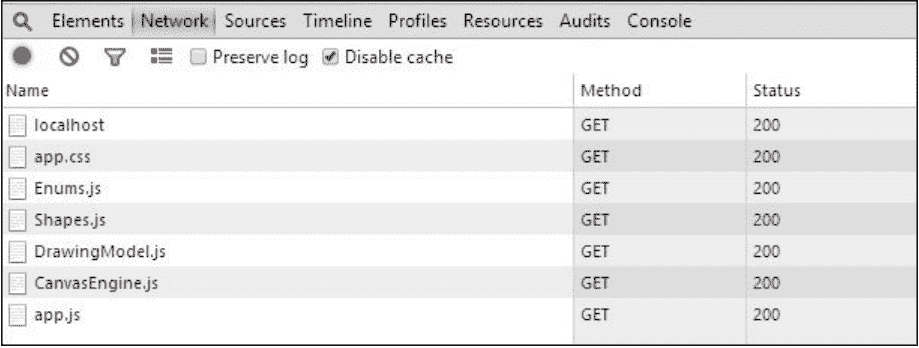 Elements Network Sources Timeline Profiles Resources Audits Console
Preserve log Disable cache
Name Method Status
localhost GET 200
app.css GET 200
Enums.js GET 200
Shapes.js GET 200
DrawingModel.js GET 200
CanvasEngine.js GET 200
app.js GET 200